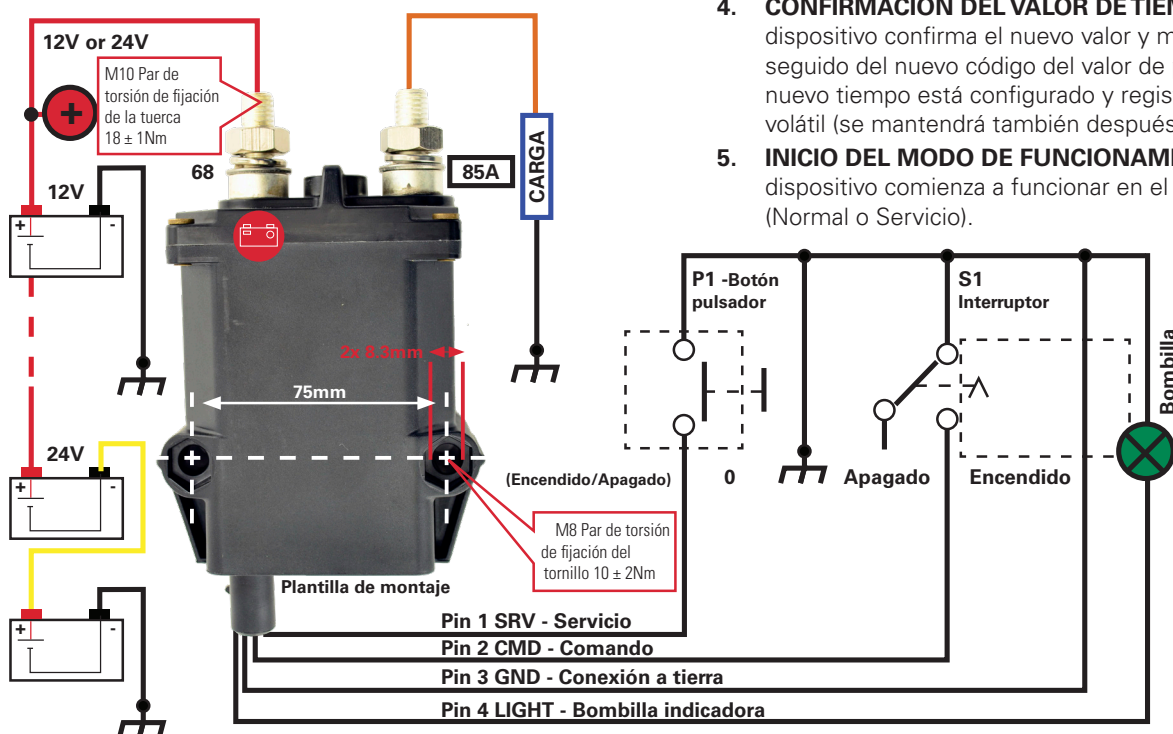 4. CONFIRMACIÓN DEL VALOR DE TIEM
dispositivo confirma el nuevo valor y m
seguido del nuevo código del valor de
nuevo tiempo está configurado y regis
volátil (se mantendrá también después
5. INICIO DEL MODO DE FUNCIONAMI
dispositivo comienza a funcionar en el
(Normal o Servicio).
12V or 24V
M10 Par de
torsión de fijación
de la tuerca
18 ± 1Nm
+
68
85A
CARGA
12V
+ -
+ -
2x 8.3mm
75mm
24V
+ -
M8 Par de torsión
de fijación del
tornillo 10 ± 2Nm
Plantilla de montaje
+ -
P1 -Botón
pulsador
S1
Interruptor
Bombilla
(Encendido/Apagado)
0
Apagado
Encendido
Pin 1 SRV - Servicio
Pin 2 CMD - Comando
Pin 3 GND - Conexión a tierra
Pin 4 LIGHT - Bombilla indicadora